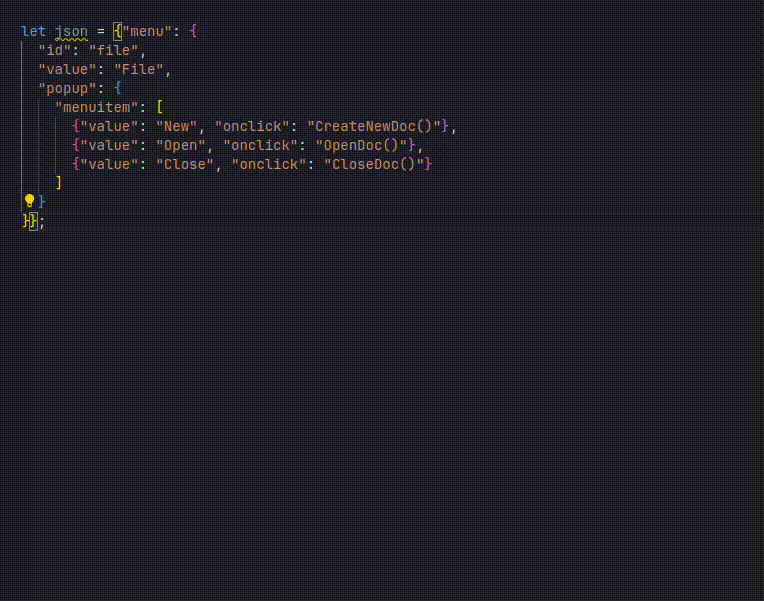 let json = {"menu": {
  "id": "file",
  "value": "File",
  "popup": {
    "menuitem": [
      {"value": "New", "onclick": "CreateNewDoc()"},
      {"value": "Open", "onclick": "OpenDoc()"},
      {"value": "Close", "onclick": "CloseDoc()"}
    ]
  }
}};